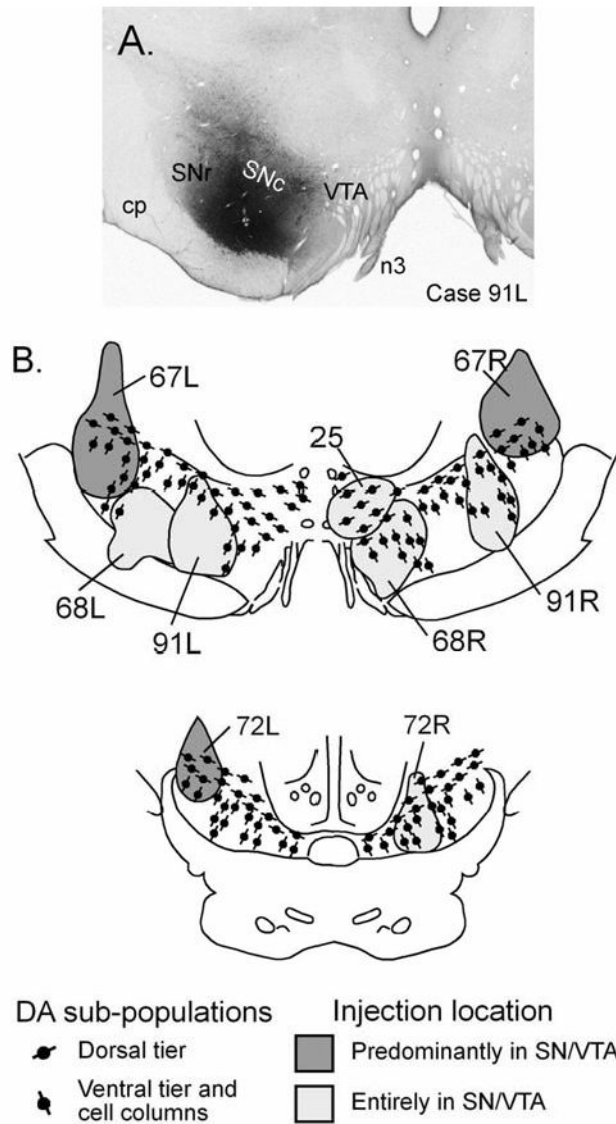 A.
SNr
SNc
VTA
cp
n3
Case 91L
B.
67L
67R
25
68L
91L
68R
91R
72L
72R
DA sub-populations
Dorsal tier
Ventral tier and
cell columns
Injection location
Predominantly in SN/VTA
Entirely in SN/VTA